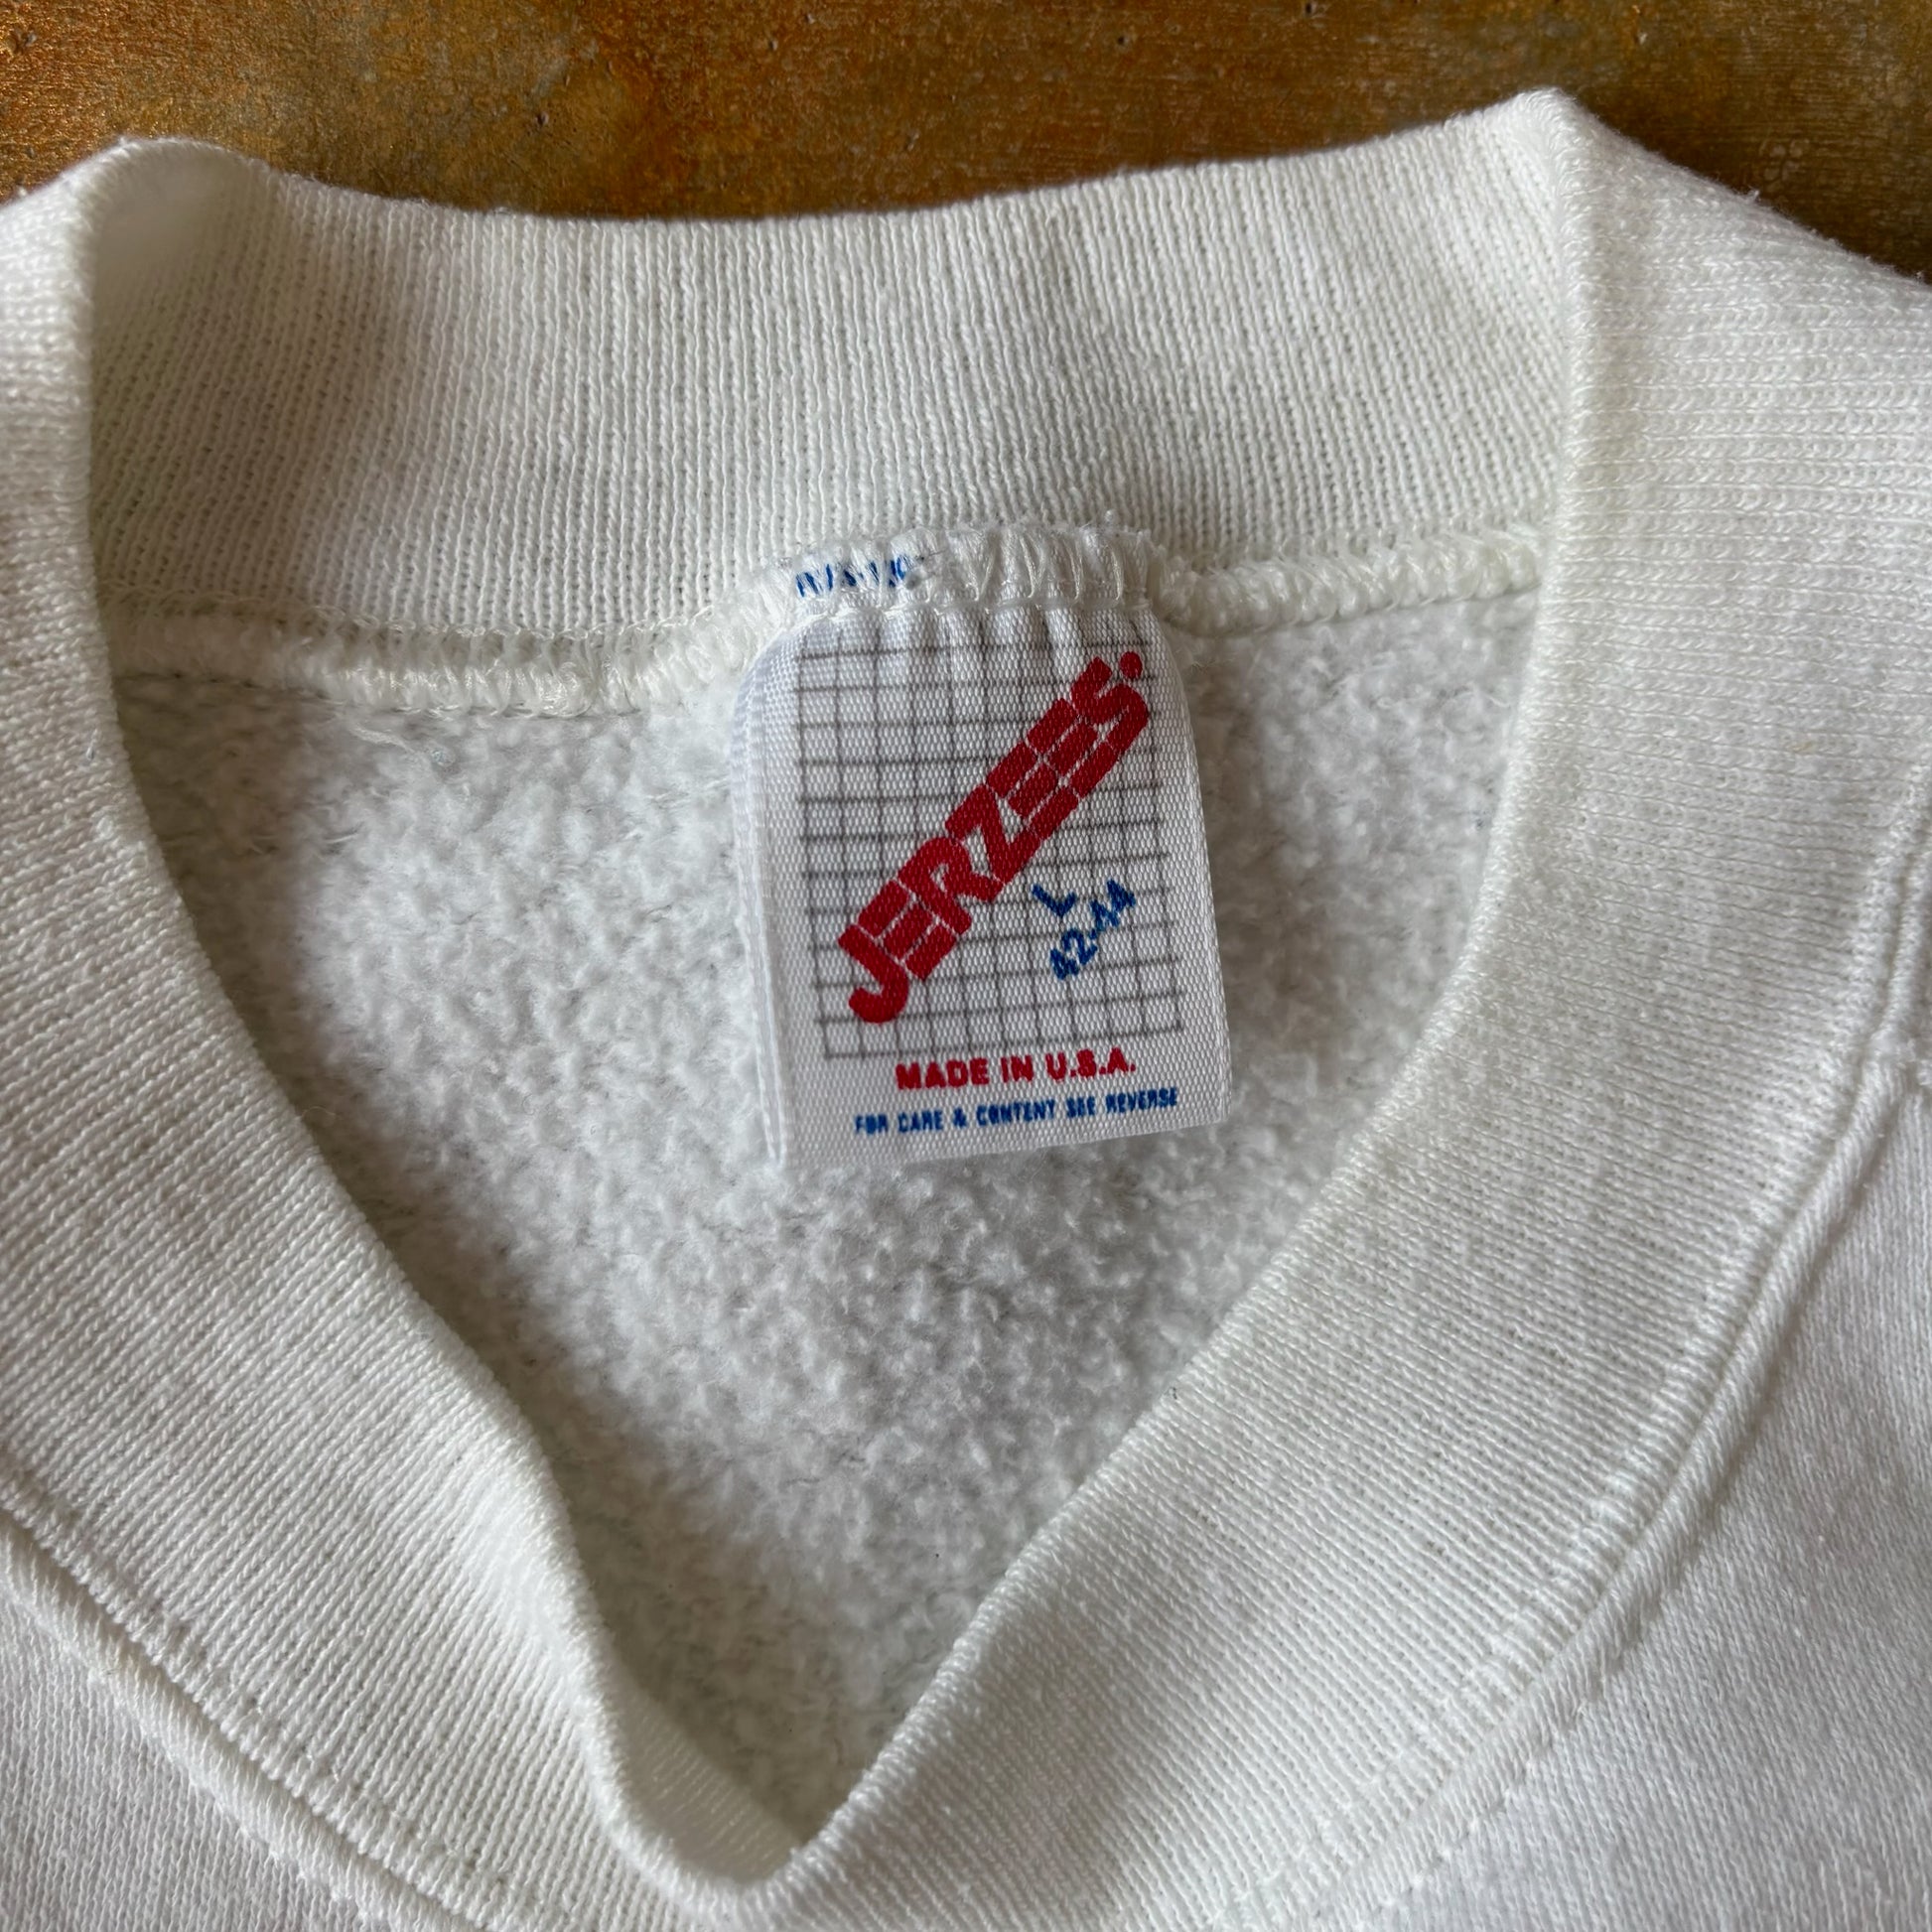 JERZEES.
L
42-44
MADE IN U.S.A.
FOR CARE & CONTENT SEE REVERSE